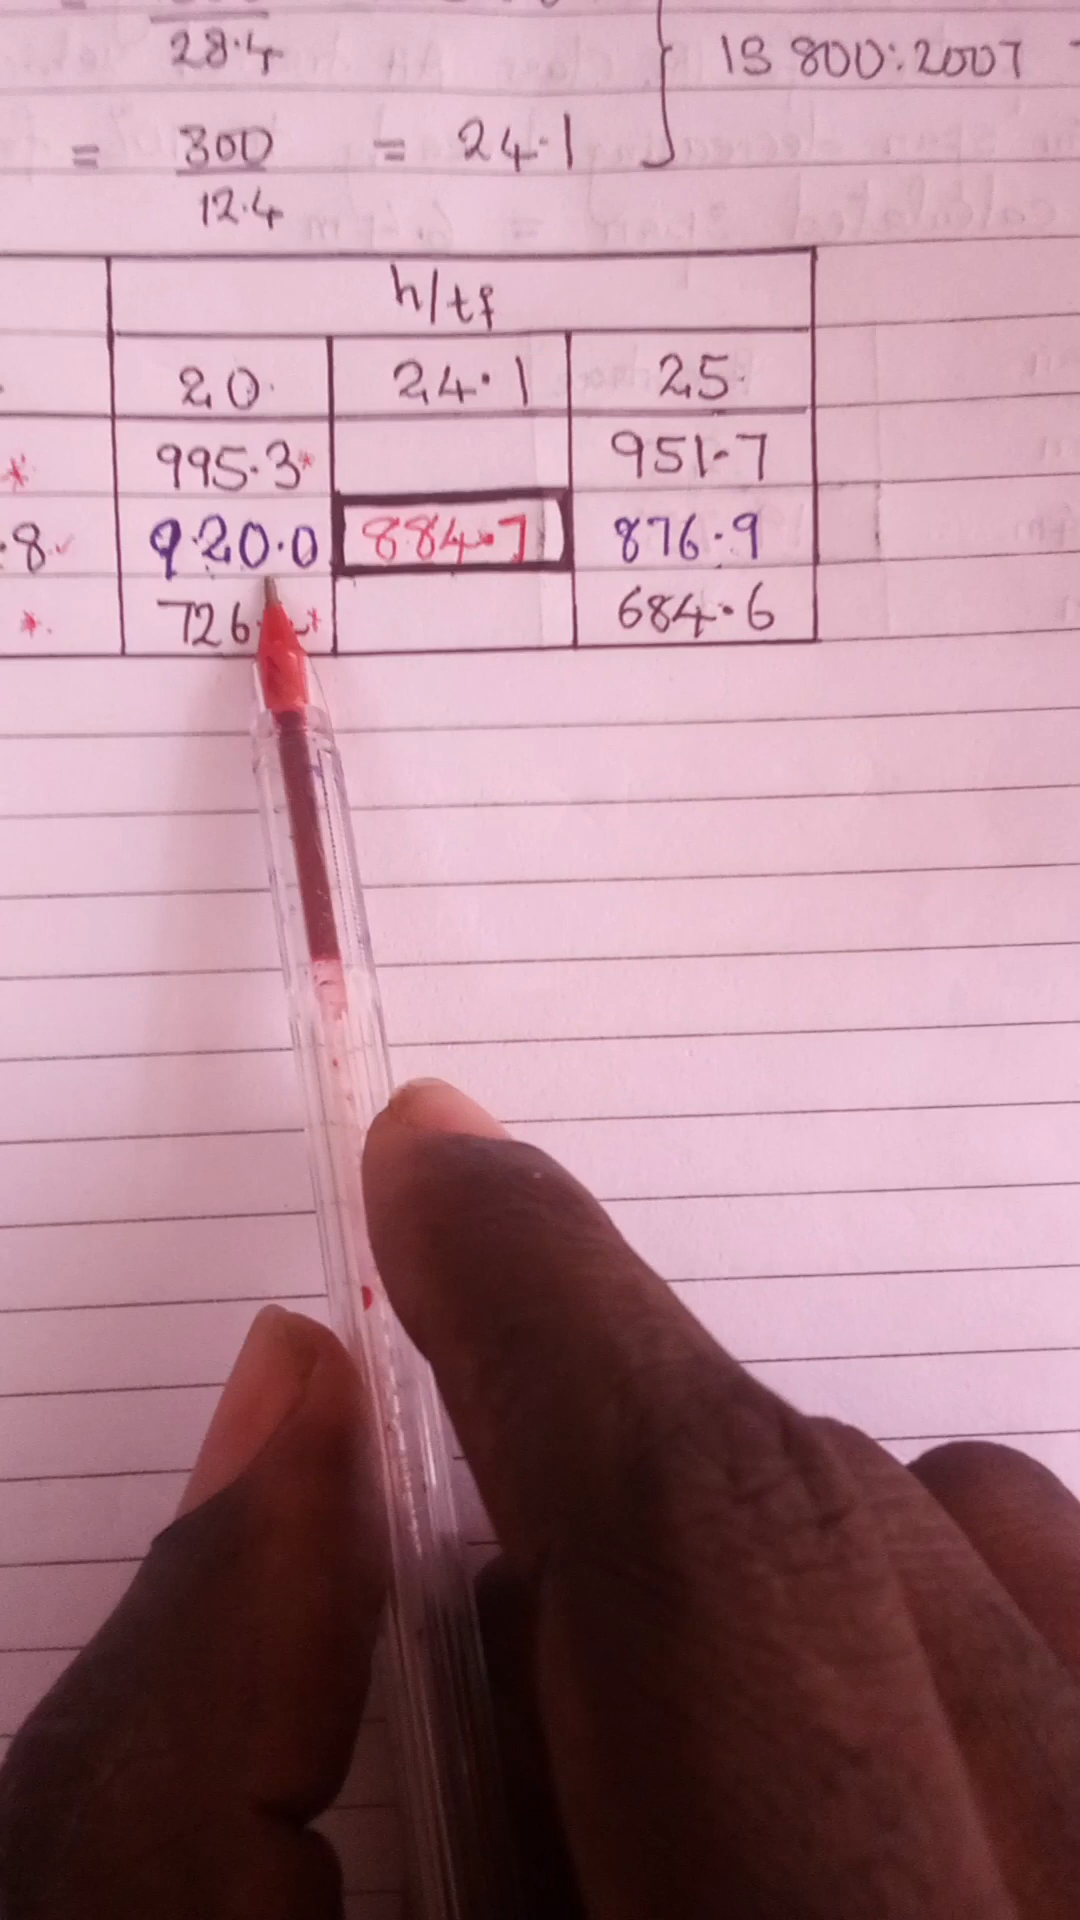 28.4
IS 800:2007
= 300 = 24.1
12.4
h/tf
20. 24.1 25.
* 995.3* 951.7
.8✓ 920.0 884.7 876.9
*. 726 * 684.6